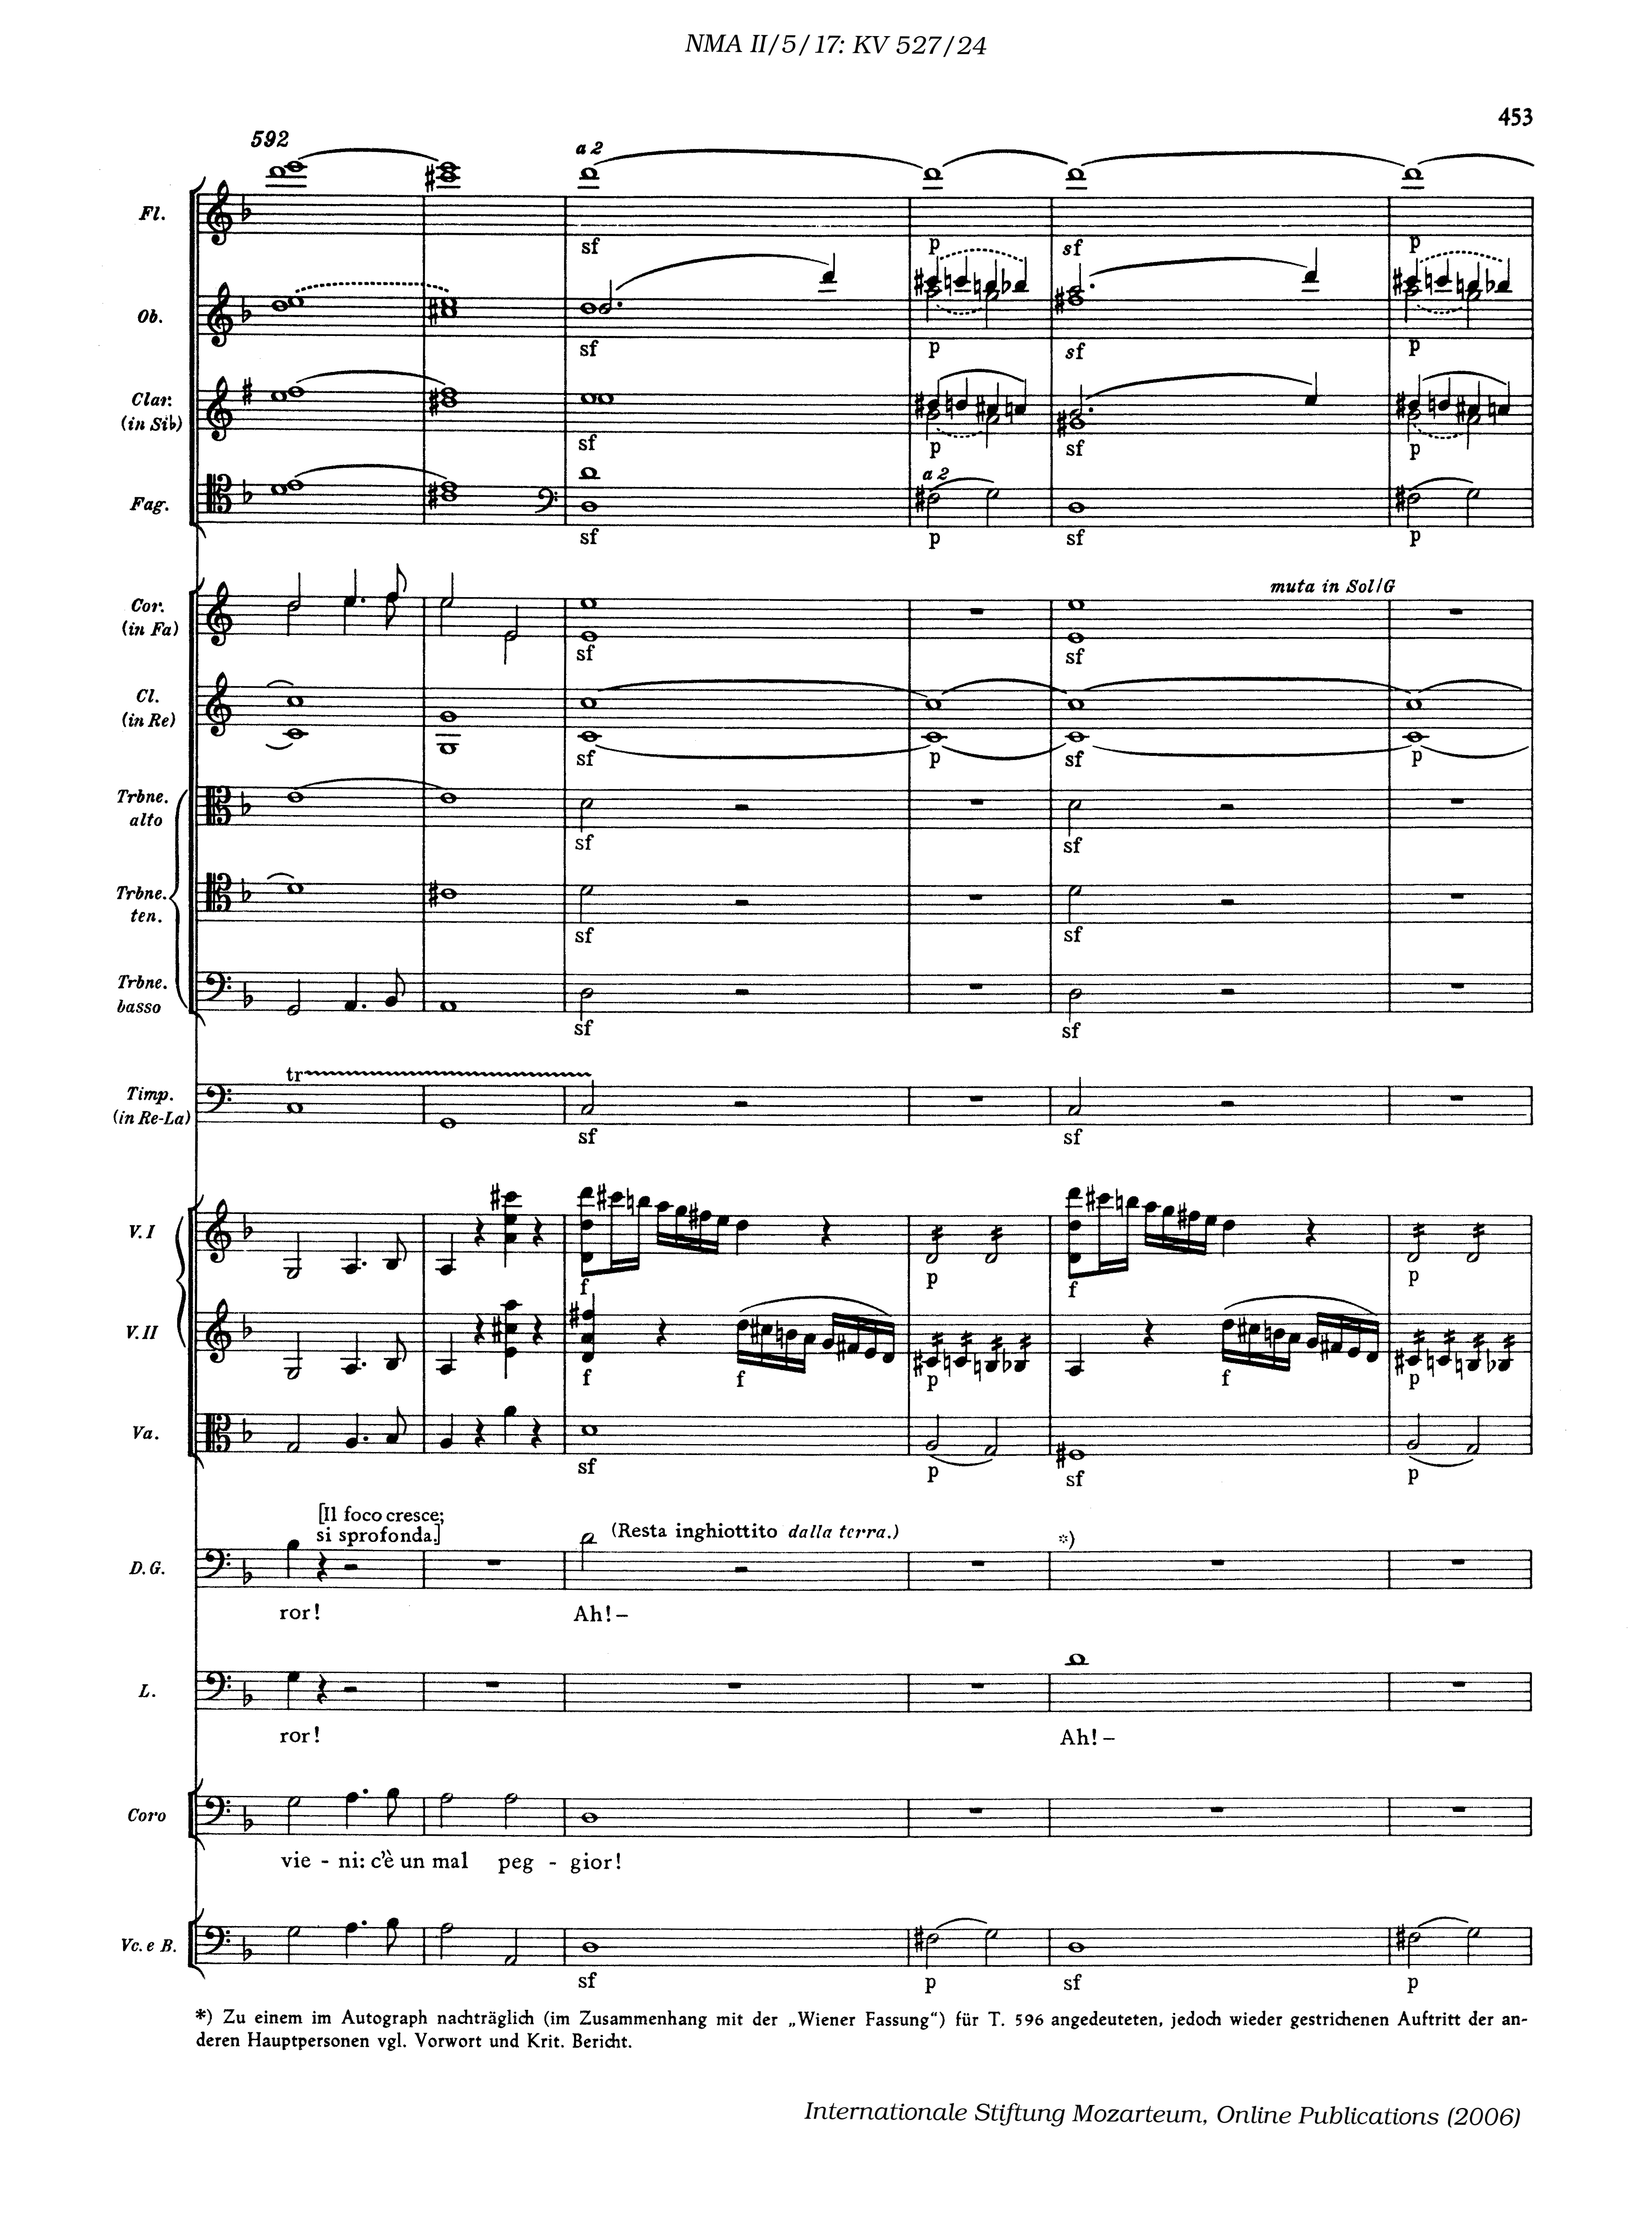 NMA II/5/17: KV 527/24
453
592
a 2
Fl.
sf p sf p
Ob.
sf p sf p
Clar.
(in Si♭)
sf p sf p
a 2
Fag.
sf p sf p
muta in Sol/G
Cor.
(in Fa)
sf sf
Cl.
(in Re)
sf p sf p
Trbne.
alto
sf sf
Trbne.
ten.
sf sf
Trbne.
basso
sf sf
tr
Timp.
(in Re-La)
sf sf
V. I
f p f p
V. II
f f p f p
Va.
sf p sf p
[Il foco cresce;
si sprofonda.]
(Resta inghiottito dalla terra.)
*)
D. G.
ror! Ah! –
L.
ror! Ah! –
Coro
vie - ni: c'è un mal peg - gior!
Vc. e B.
sf p sf p
*) Zu einem im Autograph nachträglich (im Zusammenhang mit der „Wiener Fassung“) für T. 596 angedeuteten, jedoch wieder gestrichenen Auftritt der an-
deren Hauptpersonen vgl. Vorwort und Krit. Bericht.
Internationale Stiftung Mozarteum, Online Publications (2006)